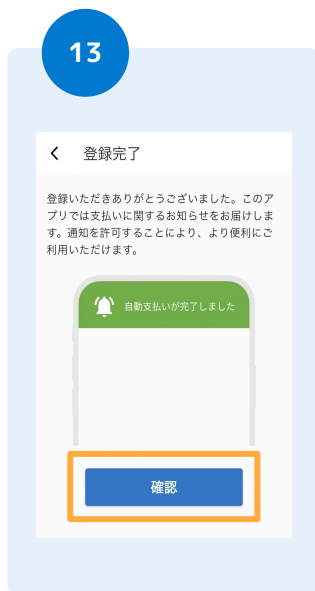 13
登録完了
登録いただきありがとうございました。このア
プリでは支払いに関するお知らせをお届けしま
す。通知を許可することにより、より便利にご
利用いただけます。
自動支払いが完了しました
確認